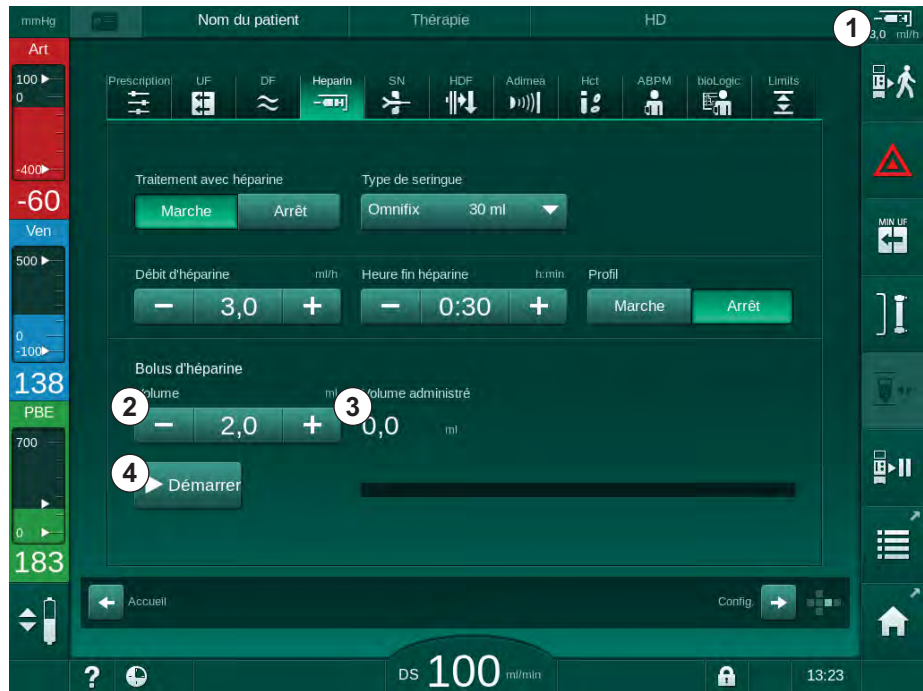 mmHg Nom du patient Thérapie HD 1 3,0 ml/h
Art
100
0
-400
-60
Ven
500
0
-100
138
PBE
700
0
183
Prescription UF DF Heparin SN HDF Adimea Hct ABPM bioLogic Limits
Traitement avec héparine Type de seringue
Marche Arrêt Omnifix 30 ml
Débit d'héparine ml/h Heure fin héparine h:min Profil
− 3,0 + − 0:30 + Marche Arrêt
Bolus d'héparine
Volume ml Volume administré
2 − 2,0 + 3 0,0 ml
4 Démarrer
Accueil Config.
MIN UF
? DS 100 ml/min 13:23